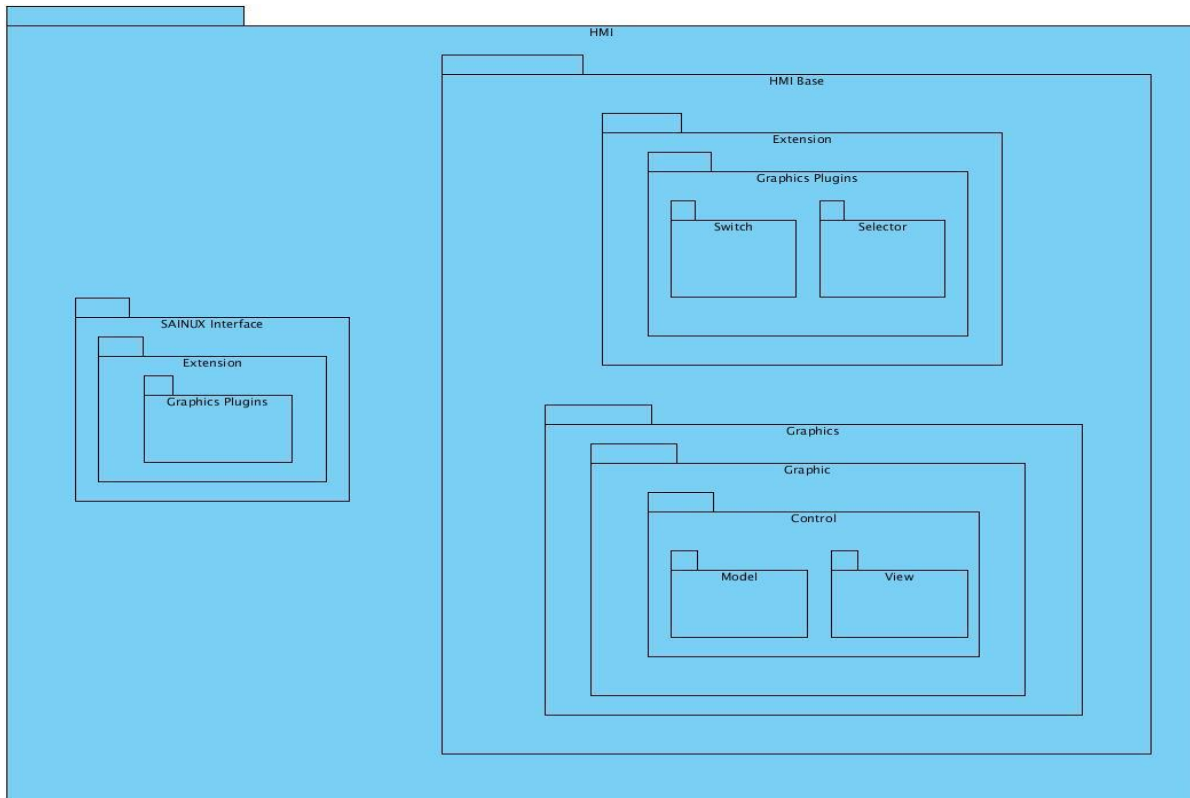 HMI
HMI Base
Extension
Graphics Plugins
Switch
Selector
SAINUX Interface
Extension
Graphics Plugins
Graphics
Graphic
Control
Model
View